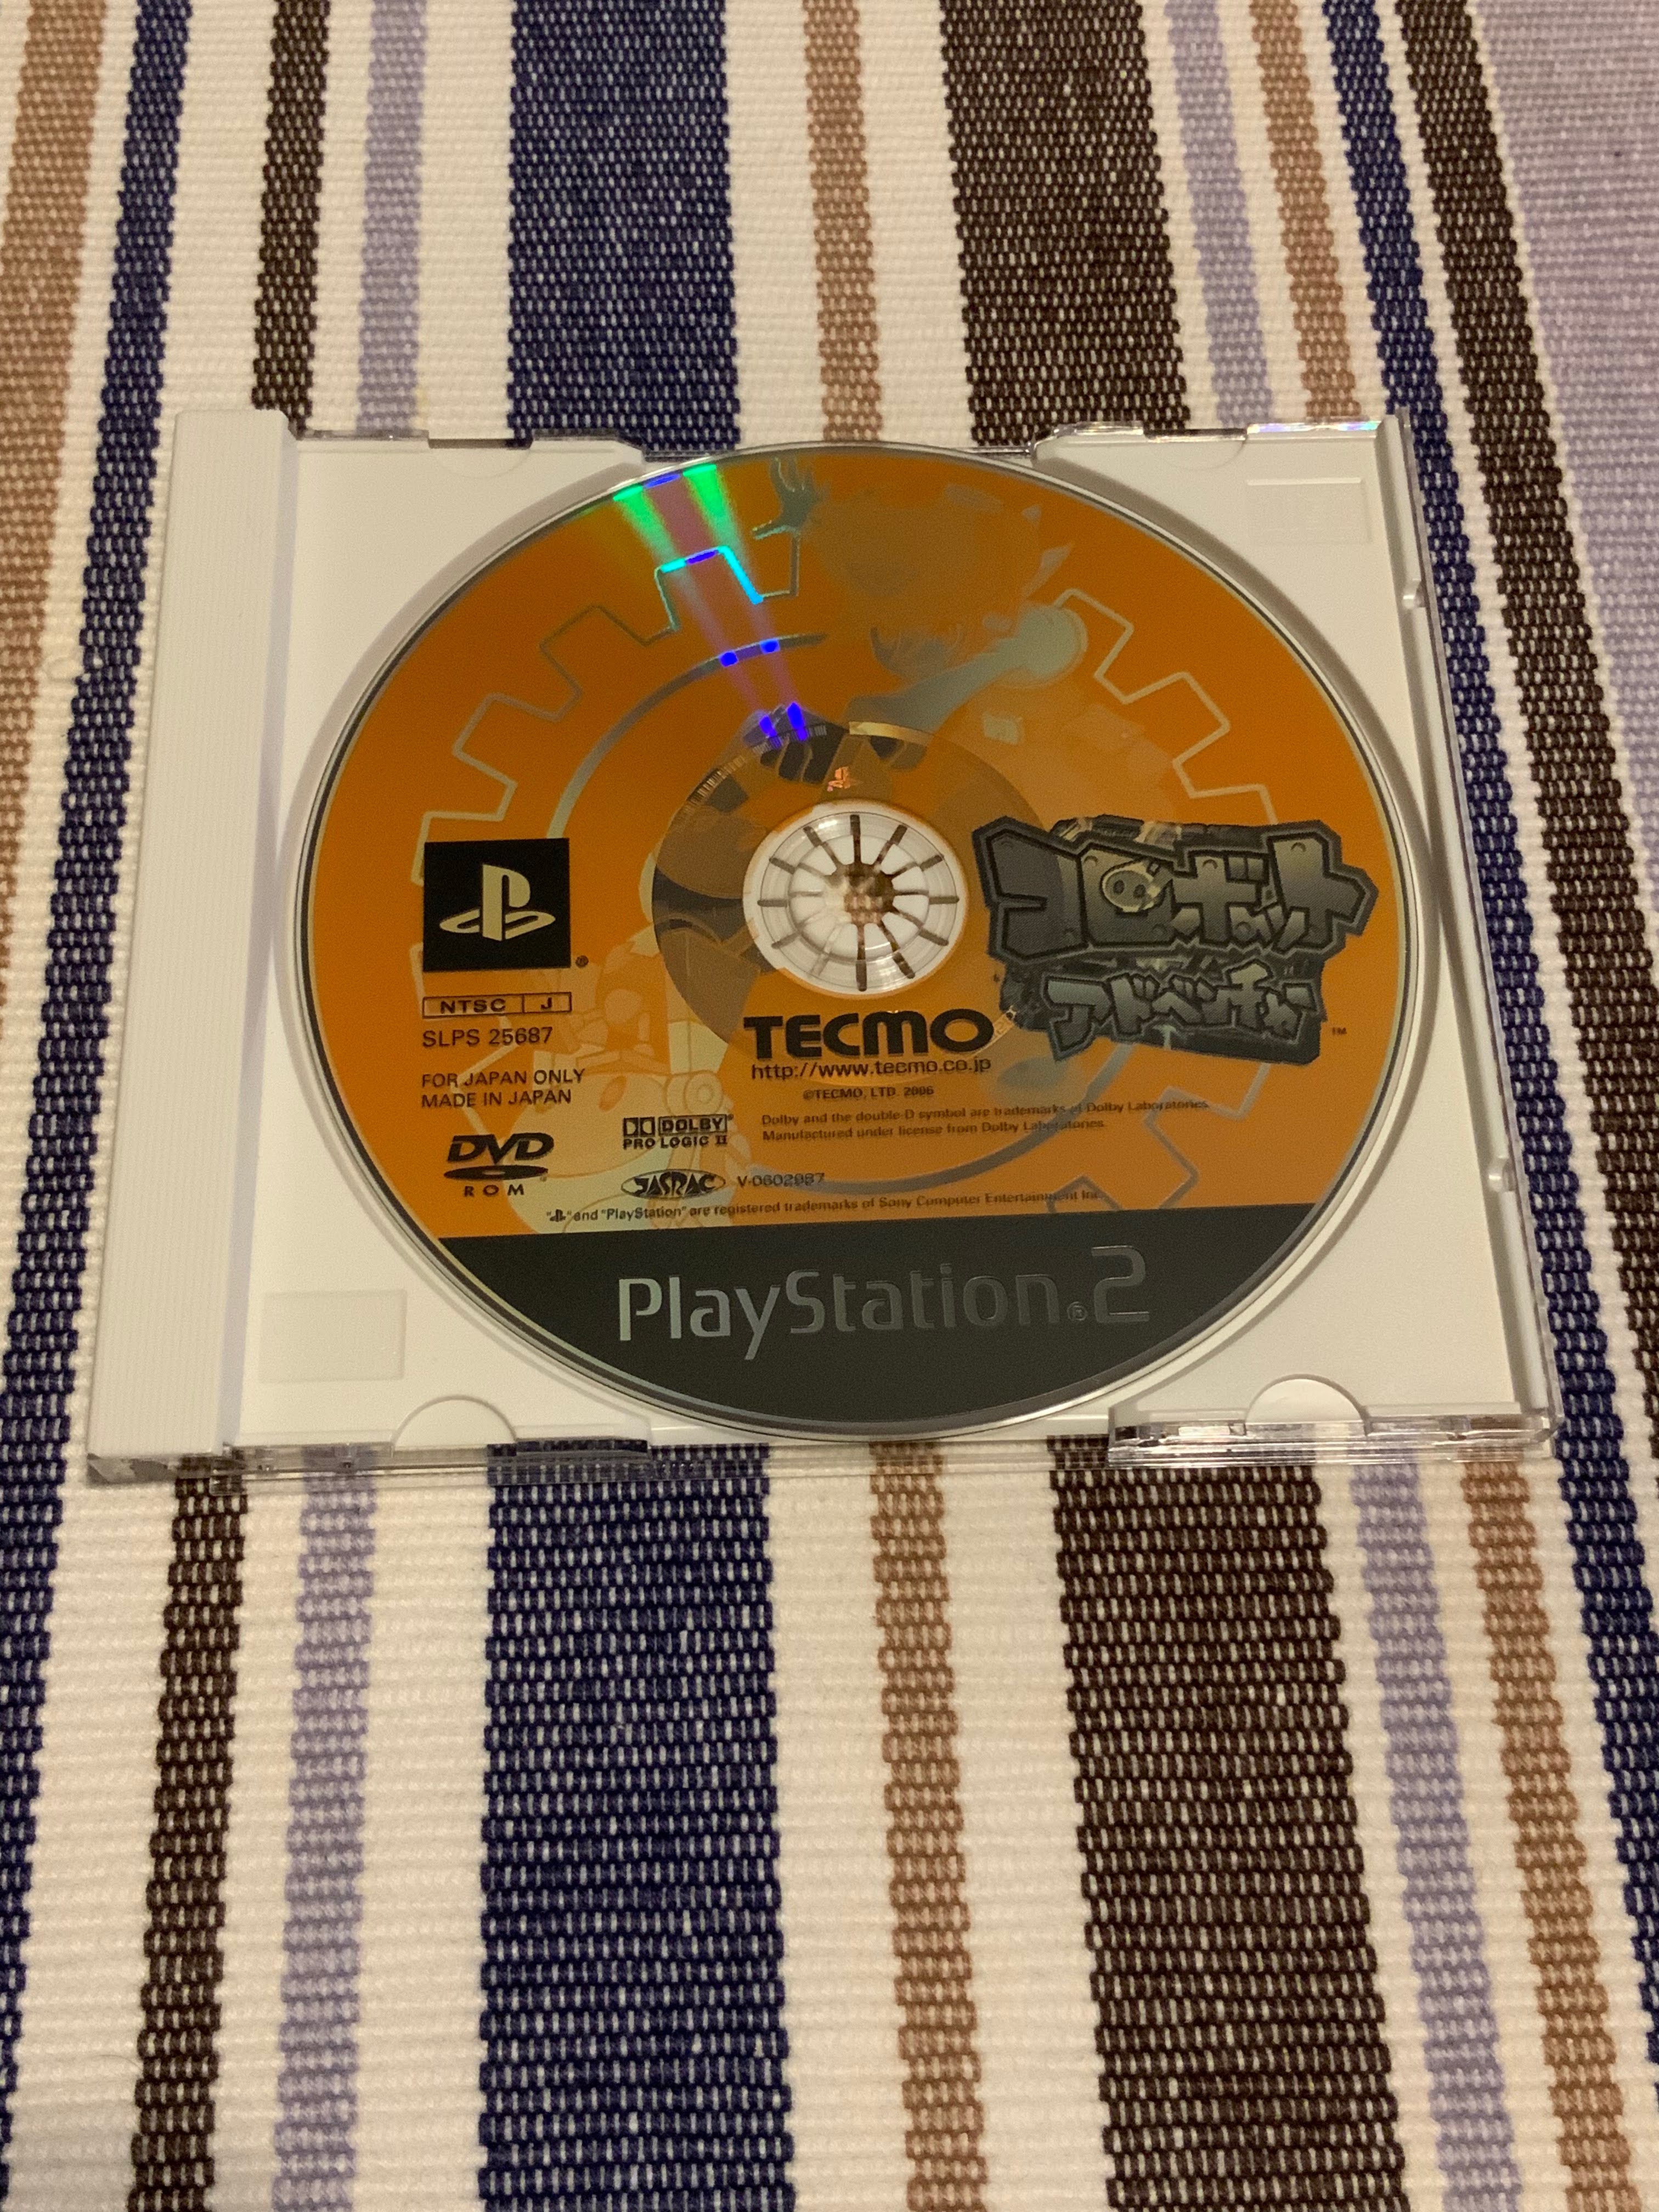 コロボット
アドベンチャー
TM
®
NTSC J
SLPS 25687
FOR JAPAN ONLY
MADE IN JAPAN
DVD
ROM
TECMO
http://www.tecmo.co.jp
©TECMO, LTD. 2006
DOLBY®
PRO LOGIC II
Dolby and the double-D symbol are trademarks of Dolby Laboratories.
Manufactured under license from Dolby Laboratories.
JASRAC V-0602987
" " and "PlayStation" are registered trademarks of Sony Computer Entertainment Inc.
PlayStation®2